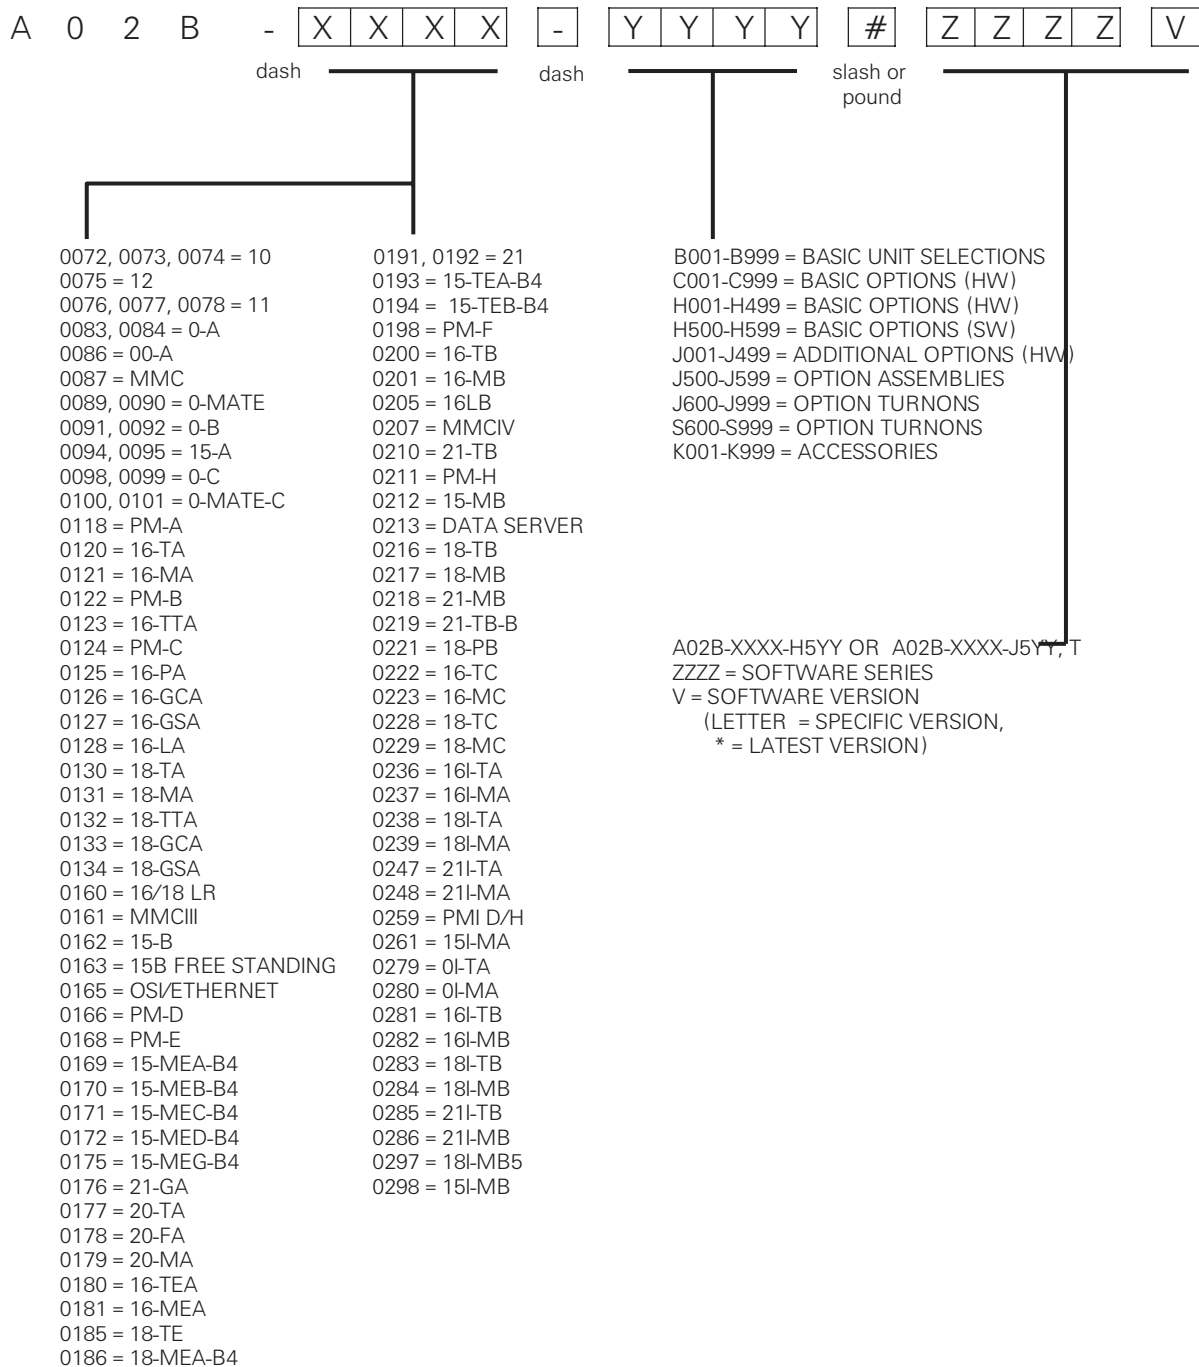 A 0 2 B - X X X X - Y Y Y Y # Z Z Z Z V
dash
dash
slash or
pound
0072, 0073, 0074 = 10
0075 = 12
0076, 0077, 0078 = 11
0083, 0084 = 0-A
0086 = 00-A
0087 = MMC
0089, 0090 = 0-MATE
0091, 0092 = 0-B
0094, 0095 = 15-A
0098, 0099 = 0-C
0100, 0101 = 0-MATE-C
0118 = PM-A
0120 = 16-TA
0121 = 16-MA
0122 = PM-B
0123 = 16-TTA
0124 = PM-C
0125 = 16-PA
0126 = 16-GCA
0127 = 16-GSA
0128 = 16-LA
0130 = 18-TA
0131 = 18-MA
0132 = 18-TTA
0133 = 18-GCA
0134 = 18-GSA
0160 = 16/18 LR
0161 = MMCIII
0162 = 15-B
0163 = 15B FREE STANDING
0165 = OSI/ETHERNET
0166 = PM-D
0168 = PM-E
0169 = 15-MEA-B4
0170 = 15-MEB-B4
0171 = 15-MEC-B4
0172 = 15-MED-B4
0175 = 15-MEG-B4
0176 = 21-GA
0177 = 20-TA
0178 = 20-FA
0179 = 20-MA
0180 = 16-TEA
0181 = 16-MEA
0185 = 18-TE
0186 = 18-MEA-B4
0191, 0192 = 21
0193 = 15-TEA-B4
0194 = 15-TEB-B4
0198 = PM-F
0200 = 16-TB
0201 = 16-MB
0205 = 16LB
0207 = MMCIV
0210 = 21-TB
0211 = PM-H
0212 = 15-MB
0213 = DATA SERVER
0216 = 18-TB
0217 = 18-MB
0218 = 21-MB
0219 = 21-TB-B
0221 = 18-PB
0222 = 16-TC
0223 = 16-MC
0228 = 18-TC
0229 = 18-MC
0236 = 16I-TA
0237 = 16I-MA
0238 = 18I-TA
0239 = 18I-MA
0247 = 21I-TA
0248 = 21I-MA
0259 = PMI D/H
0261 = 15I-MA
0279 = 0I-TA
0280 = 0I-MA
0281 = 16I-TB
0282 = 16I-MB
0283 = 18I-TB
0284 = 18I-MB
0285 = 21I-TB
0286 = 21I-MB
0297 = 18I-MB5
0298 = 15I-MB
B001-B999 = BASIC UNIT SELECTIONS
C001-C999 = BASIC OPTIONS (HW)
H001-H499 = BASIC OPTIONS (HW)
H500-H599 = BASIC OPTIONS (SW)
J001-J499 = ADDITIONAL OPTIONS (HW)
J500-J599 = OPTION ASSEMBLIES
J600-J999 = OPTION TURNONS
S600-S999 = OPTION TURNONS
K001-K999 = ACCESSORIES
A02B-XXXX-H5YY OR A02B-XXXX-J5YY, T
ZZZZ = SOFTWARE SERIES
V = SOFTWARE VERSION
(LETTER = SPECIFIC VERSION,
* = LATEST VERSION)